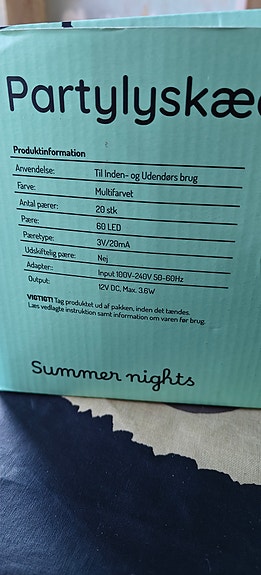 Partylyskæ
Produktinformation
Anvendelse: Til Inden- og Udendørs brug
Farve: Multifarvet
Antal pærer: 20 stk
Pære: 60 LED
Pæretype: 3V/20mA
Udskiftelig pære: Nej
Adapter: Input 100V-240V 50-60Hz
Output: 12V DC, Max. 3.6W
VIGTIGT! Tag produktet ud af pakken, inden det tændes.
Læs vedlagte instruktion samt information om varen før brug.
Summer nights